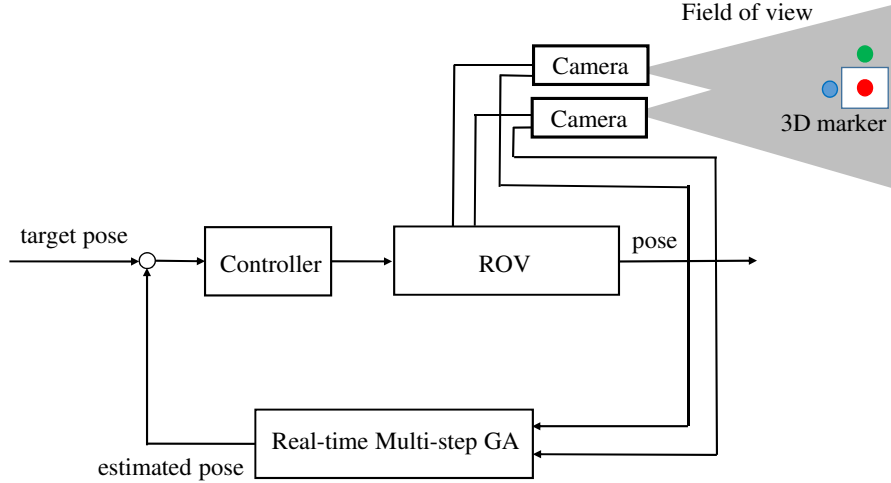 Field of view
Camera
Camera
3D marker
target pose
Controller
ROV
pose
Real-time Multi-step GA
estimated pose